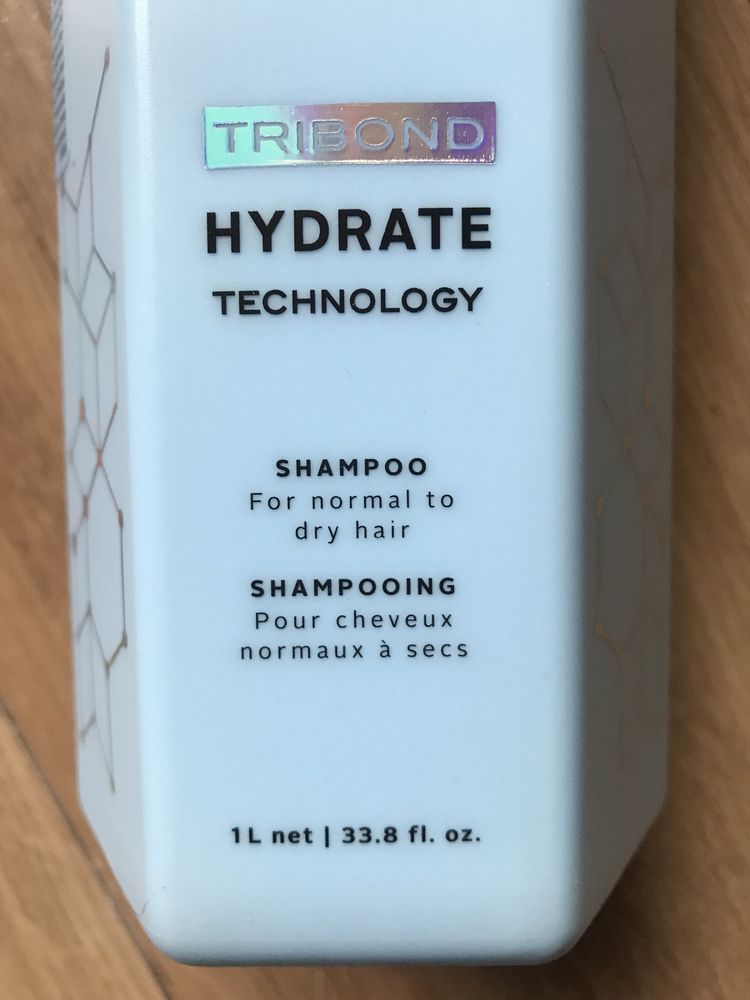 TRIBOND
HYDRATE
TECHNOLOGY
SHAMPOO
For normal to
dry hair
SHAMPOOING
Pour cheveux
normaux à secs
1L net | 33.8 fl. oz.